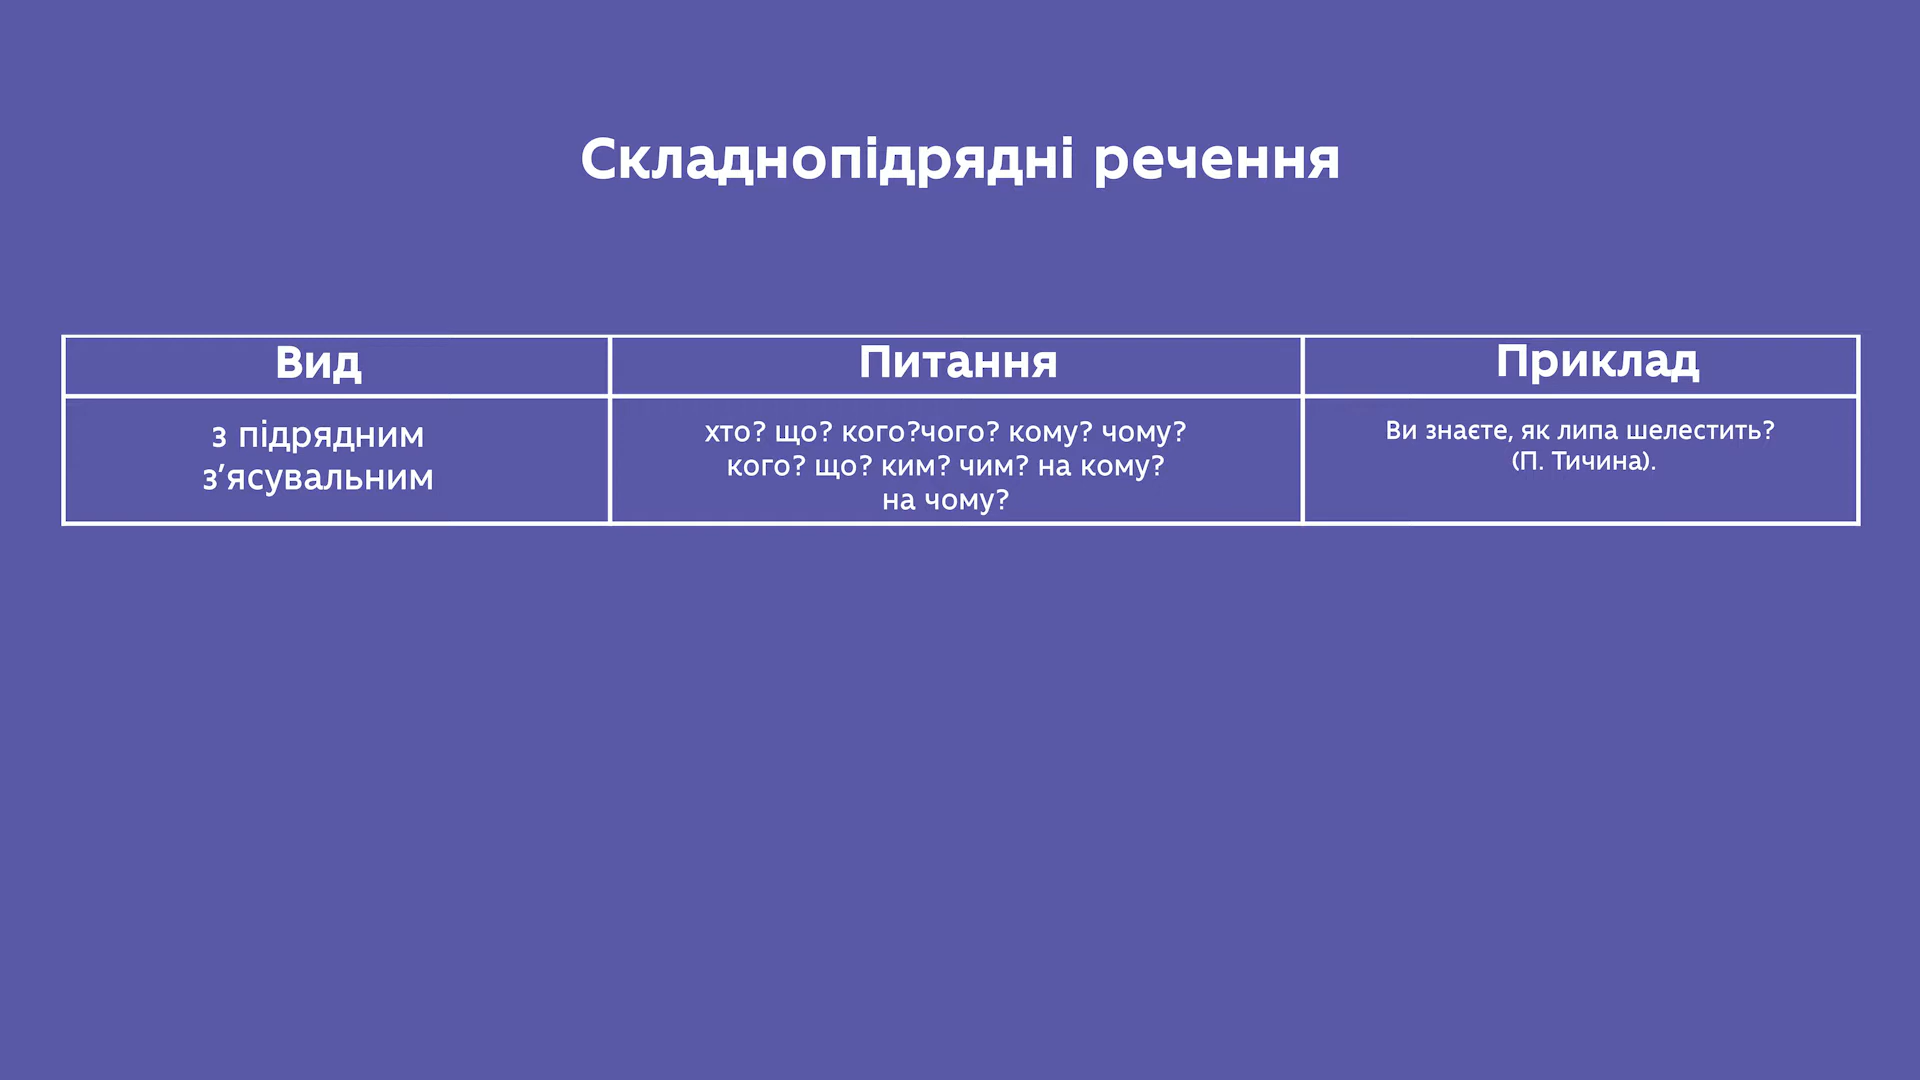 Складнопідрядні речення
Вид
Питання
Приклад
з підрядним
з’ясувальним
хто? що? кого?чого? кому? чому?
кого? що? ким? чим? на кому?
на чому?
Ви знаєте, як липа шелестить?
(П. Тичина).